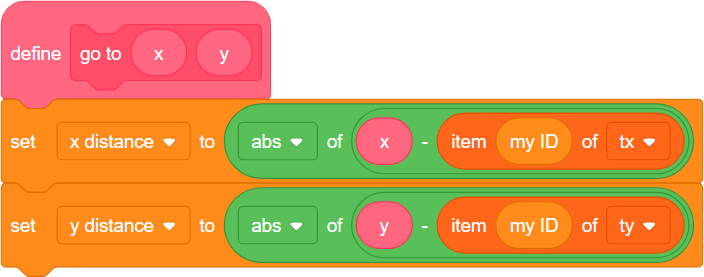 define go to x y
set x distance to abs of x - item my ID of tx
set y distance to abs of y - item my ID of ty